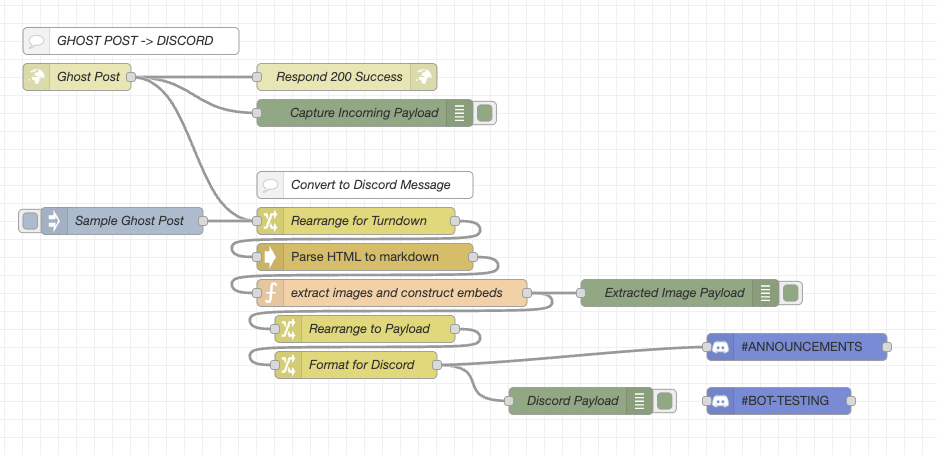 GHOST POST -> DISCORD
Ghost Post
Respond 200 Success
Capture Incoming Payload
Convert to Discord Message
Sample Ghost Post
Rearrange for Turndown
Parse HTML to markdown
extract images and construct embeds
Extracted Image Payload
Rearrange to Payload
#ANNOUNCEMENTS
Format for Discord
Discord Payload
#BOT-TESTING